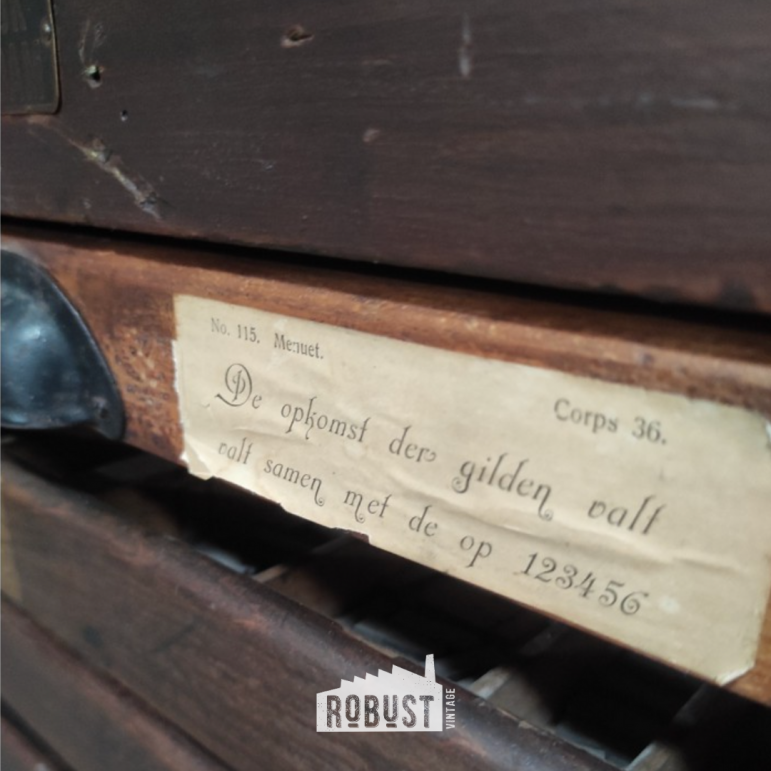 No. 115. Menuet.
Corps 36.
De opkomst der gilden valt
valt samen met de op 123456
ROBUST
VINTAGE